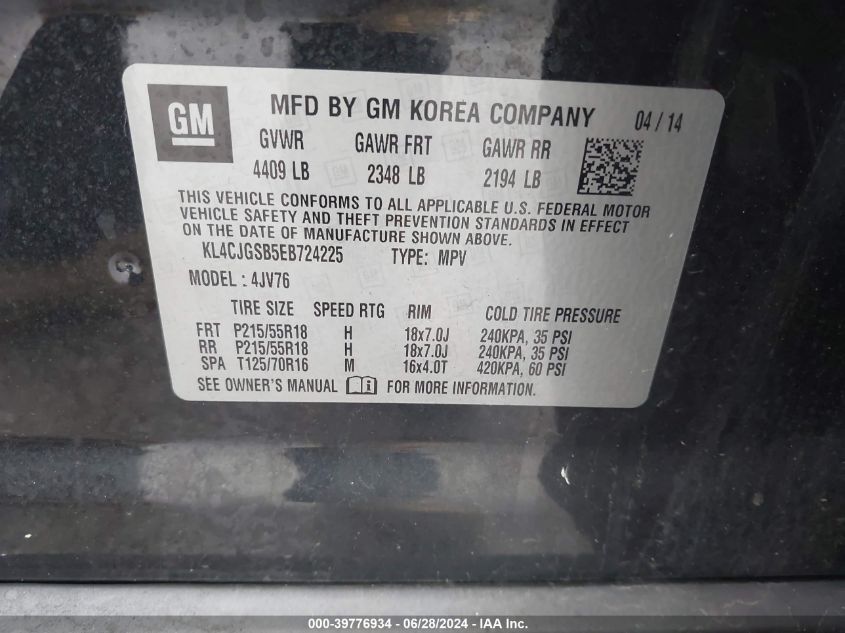 GM
MFD BY GM KOREA COMPANY 04/14
GVWR GAWR FRT GAWR RR
4409 LB 2348 LB 2194 LB
THIS VEHICLE CONFORMS TO ALL APPLICABLE U.S. FEDERAL MOTOR
VEHICLE SAFETY AND THEFT PREVENTION STANDARDS IN EFFECT
ON THE DATE OF MANUFACTURE SHOWN ABOVE.
KL4CJGSB5EB724225 TYPE: MPV
MODEL : 4JV76
TIRE SIZE SPEED RTG RIM COLD TIRE PRESSURE
FRT P215/55R18 H 18x7.0J 240KPA, 35 PSI
RR P215/55R18 H 18x7.0J 240KPA, 35 PSI
SPA T125/70R16 M 16x4.0T 420KPA, 60 PSI
SEE OWNER'S MANUAL FOR MORE INFORMATION.
000-39776934 - 06/28/2024 - IAA Inc.